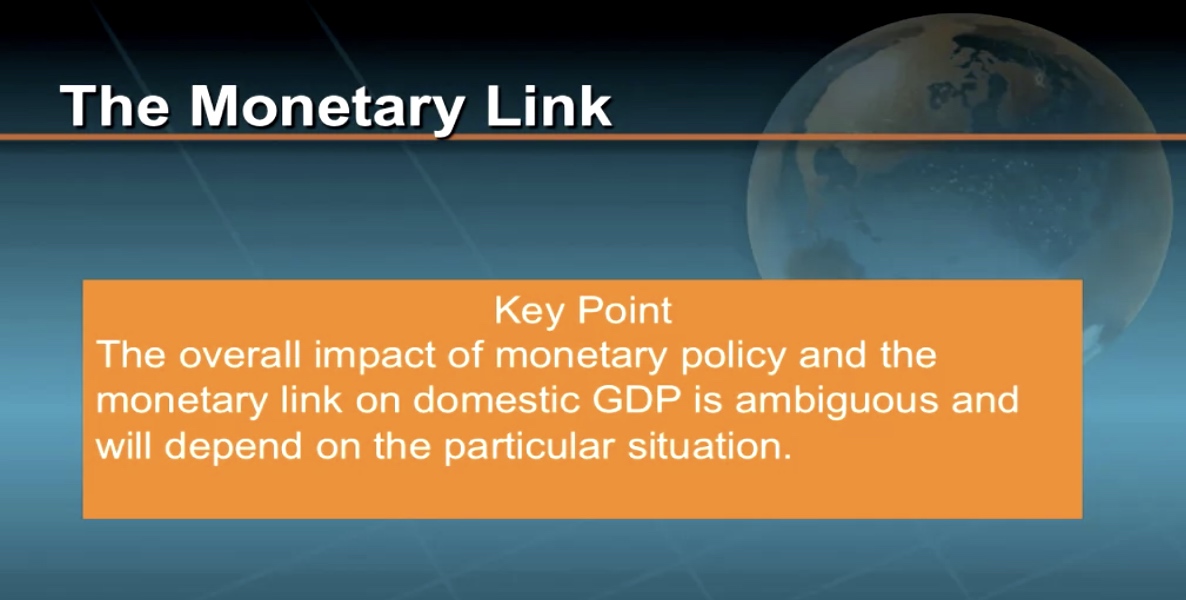 The Monetary Link
Key Point
The overall impact of monetary policy and the
monetary link on domestic GDP is ambiguous and
will depend on the particular situation.